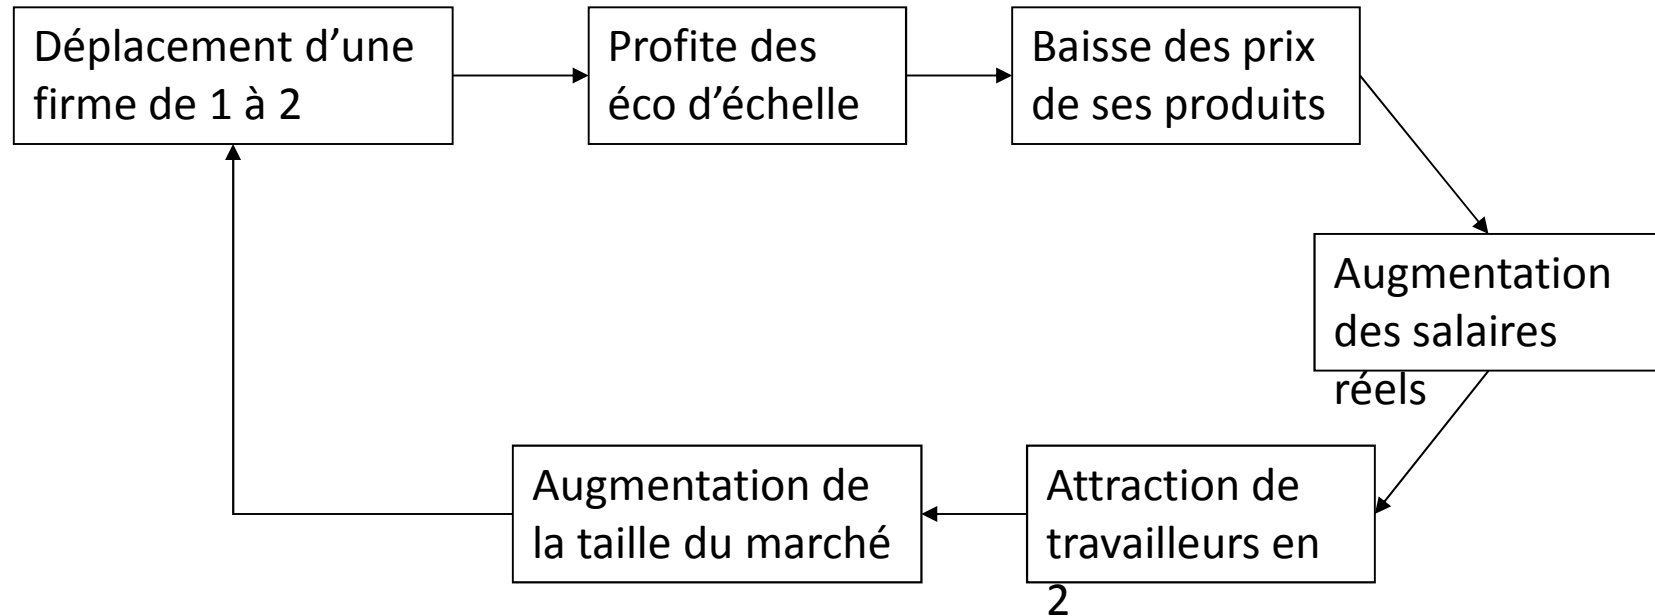 Déplacement d’une
firme de 1 à 2
Profite des
éco d’échelle
Baisse des prix
de ses produits
Augmentation
des salaires
réels
Attraction de
travailleurs en
2
Augmentation de
la taille du marché